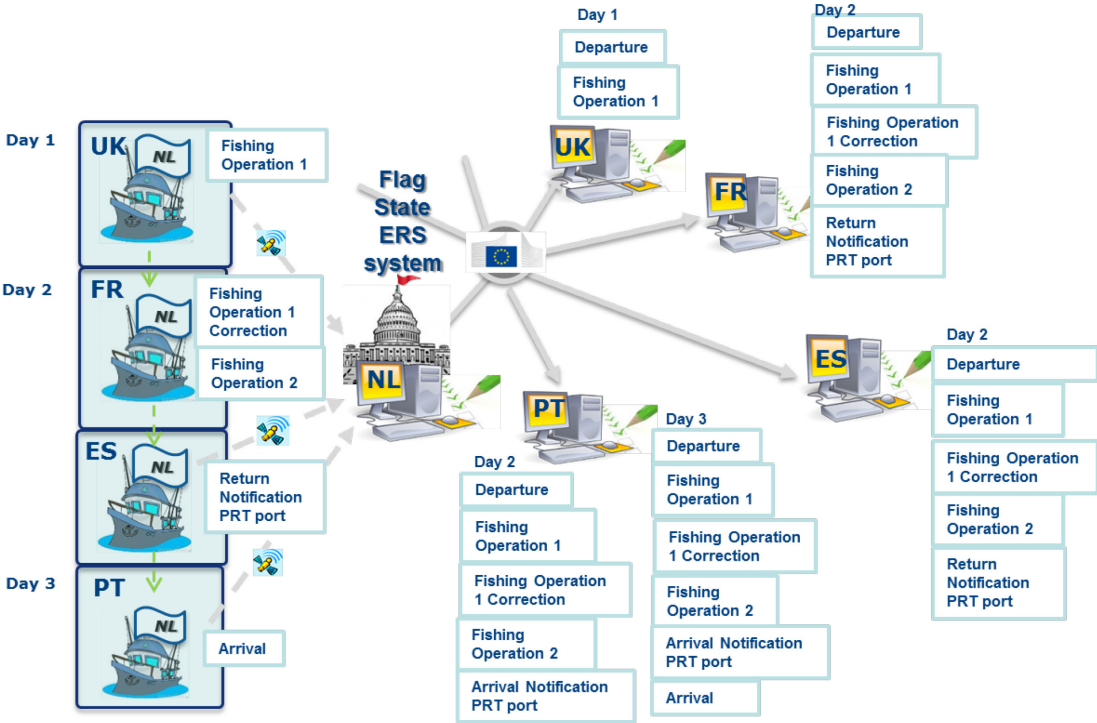 Day 1
UK
NL
Fishing
Operation 1
Day 2
FR
NL
Fishing
Operation 1
Correction
Fishing
Operation 2
ES
NL
Return
Notification
PRT port
Day 3
PT
NL
Arrival
Flag
State
ERS
system
NL
Day 1
Departure
Fishing
Operation 1
UK
Day 2
Departure
Fishing
Operation 1
Fishing Operation
1 Correction
Fishing
Operation 2
Return
Notification
PRT port
FR
ES
Day 2
Departure
Fishing
Operation 1
Fishing Operation
1 Correction
Fishing
Operation 2
Return
Notification
PRT port
PT
Day 2
Departure
Fishing
Operation 1
Fishing Operation
1 Correction
Fishing
Operation 2
Arrival Notification
PRT port
Day 3
Departure
Fishing
Operation 1
Fishing Operation
1 Correction
Fishing
Operation 2
Arrival Notification
PRT port
Arrival